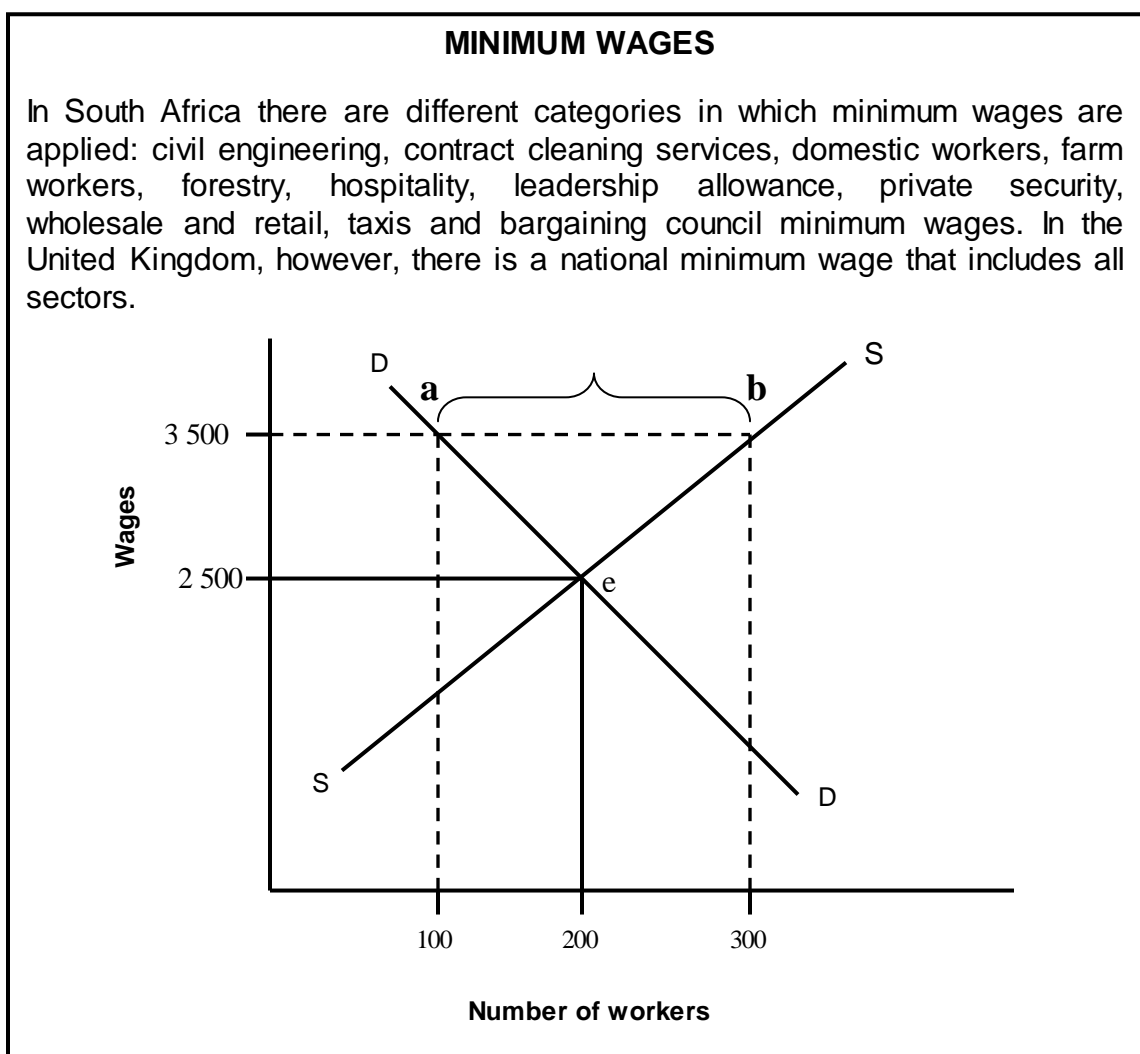 MINIMUM WAGES
In South Africa there are different categories in which minimum wages are
applied: civil engineering, contract cleaning services, domestic workers, farm
workers, forestry, hospitality, leadership allowance, private security,
wholesale and retail, taxis and bargaining council minimum wages. In the
United Kingdom, however, there is a national minimum wage that includes all
sectors.
D
S
a
b
3 500
Wages
2 500
e
S
D
100
200
300
Number of workers